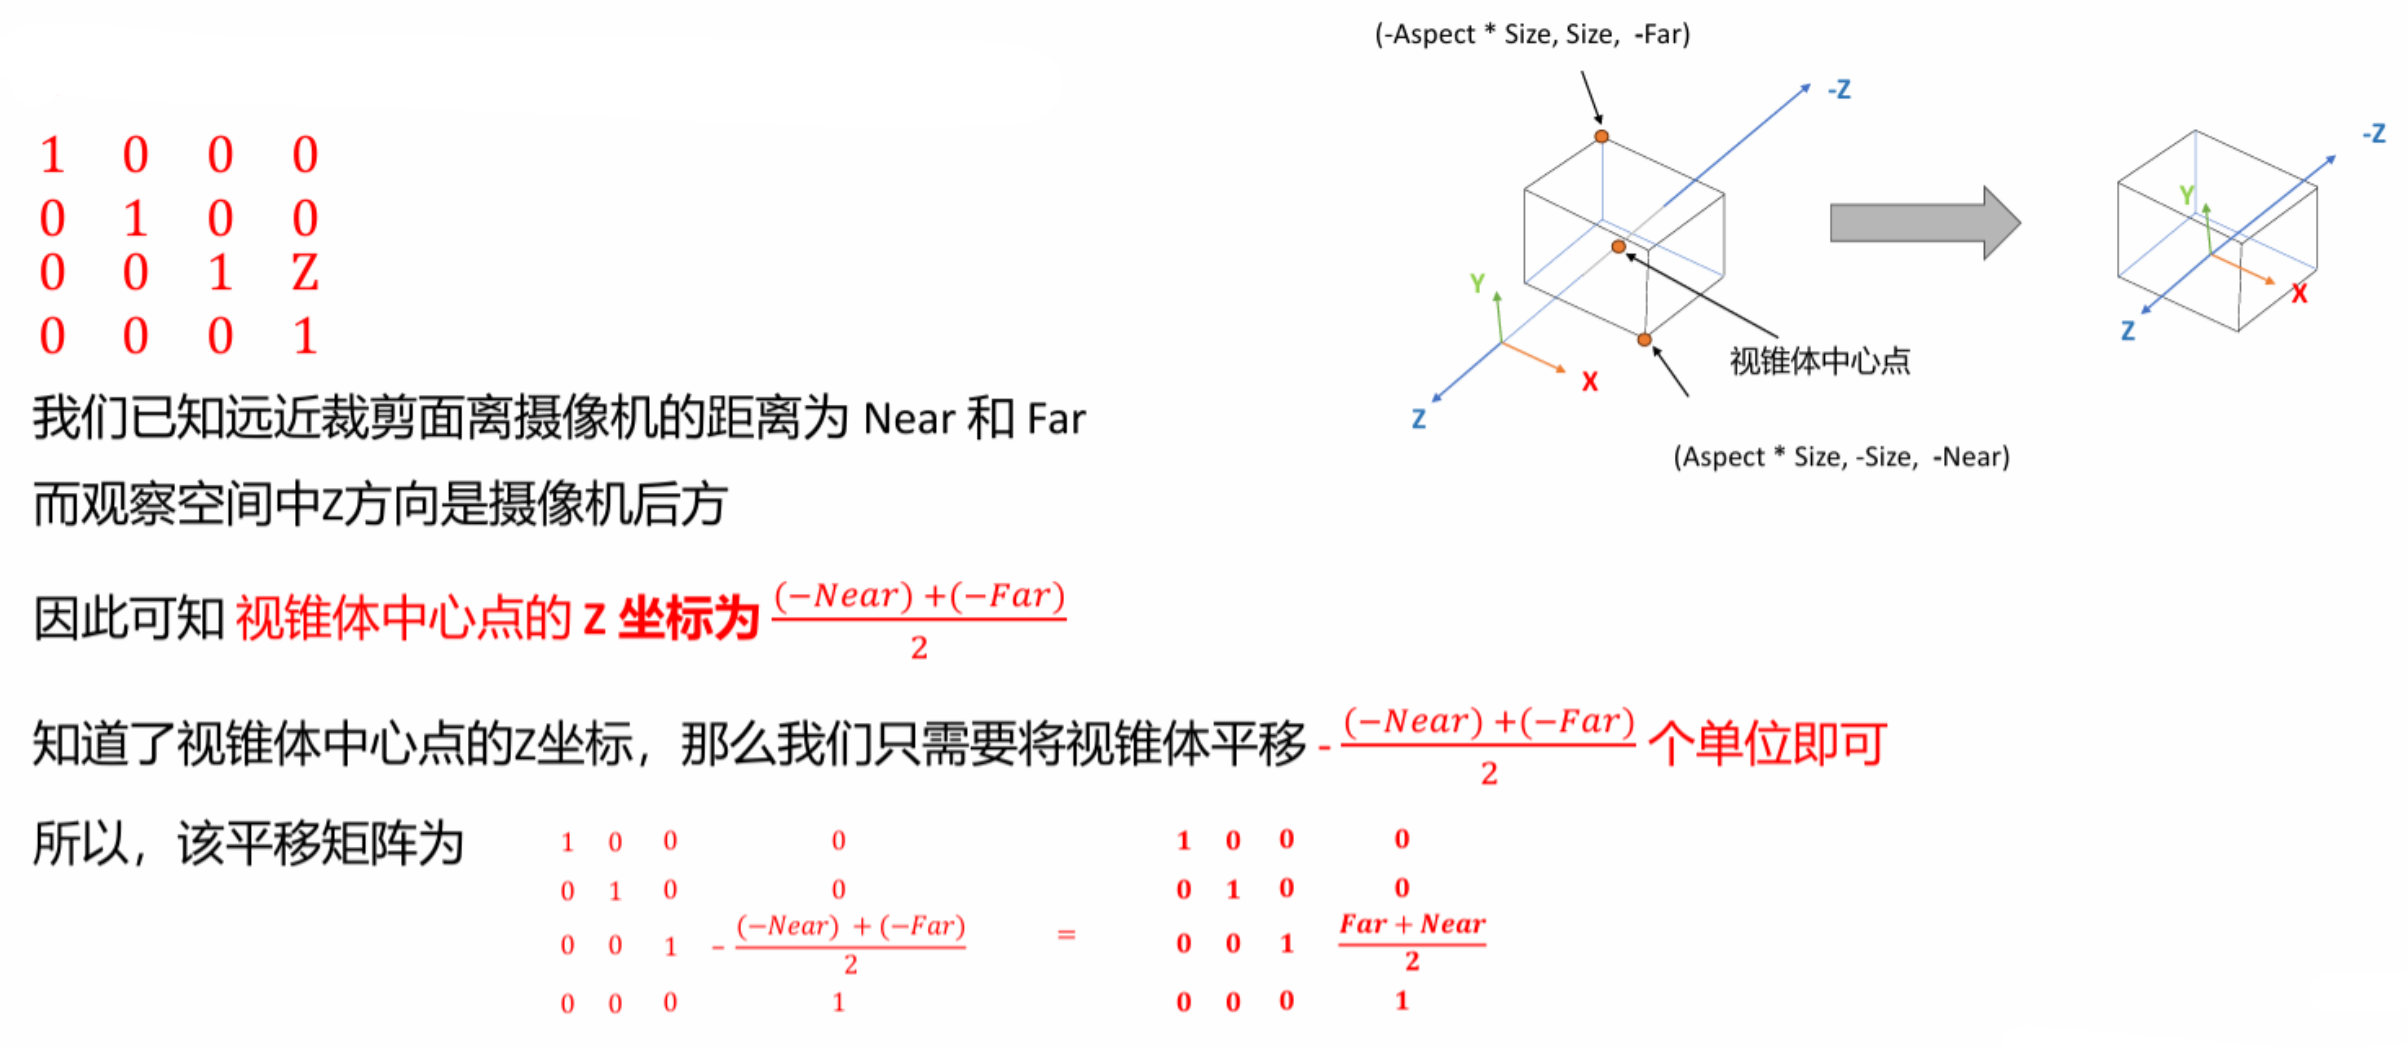 (-Aspect * Size, Size, -Far)
-Z
-Z
1 0 0 0
0 1 0 0
0 0 1 Z
0 0 0 1
Y
X
Z
视锥体中心点
Y
X
Z
我们已知远近裁剪面离摄像机的距离为 Near 和 Far
(Aspect * Size, -Size, -Near)
而观察空间中Z方向是摄像机后方
因此可知 视锥体中心点的 Z 坐标为 \frac{(−Near) +(−Far)}{2}
知道了视锥体中心点的Z坐标，那么我们只需要将视锥体平移 - \frac{(−Near) +(−Far)}{2} 个单位即可
所以，该平移矩阵为
1 0 0 0
0 1 0 0
0 0 1 - \frac{(−Near) + (−Far)}{2}
0 0 0 1
=
1 0 0 0
0 1 0 0
0 0 1 \frac{Far + Near}{2}
0 0 0 1